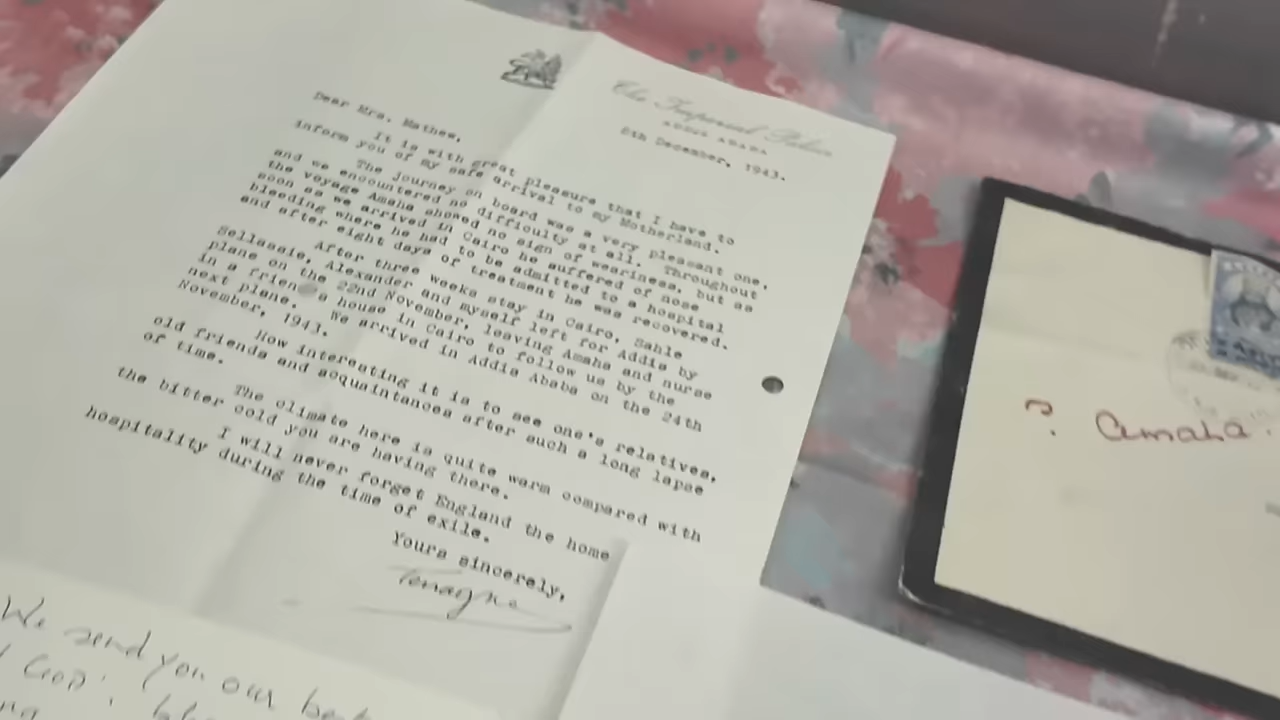 The Imperial Palace
ADDIS ABABA
8th December, 1943.
Dear Mrs. Mathew,
It is with great pleasure that I have to
inform you of my safe arrival to my Motherland.
The journey on board was a very pleasant one,
and we encountered no difficulty at all. Throughout
the voyage Amaha showed no sign of weariness, but as
soon as we arrived in Cairo he suffered of nose
bleeding where he had to be admitted to a hospital
and after eight days of treatment he was recovered.
After three weeks stay in Cairo, Sahle
Sellassie, Alexander and myself left for Addis by
plane on the 22nd November, leaving Amaha and nurse
in a friend's house in Cairo to follow us by the
next plane. We arrived in Addis Ababa on the 24th
November, 1943.
How interesting it is to see one's relatives,
old friends and acquaintances after such a long lapse
of time.
The climate here is quite warm compared with
the bitter cold you are having there.
I will never forget England the home
hospitality during the time of exile.
Yours sincerely,
Tenagne
We send you our best
God's
? Amaha.